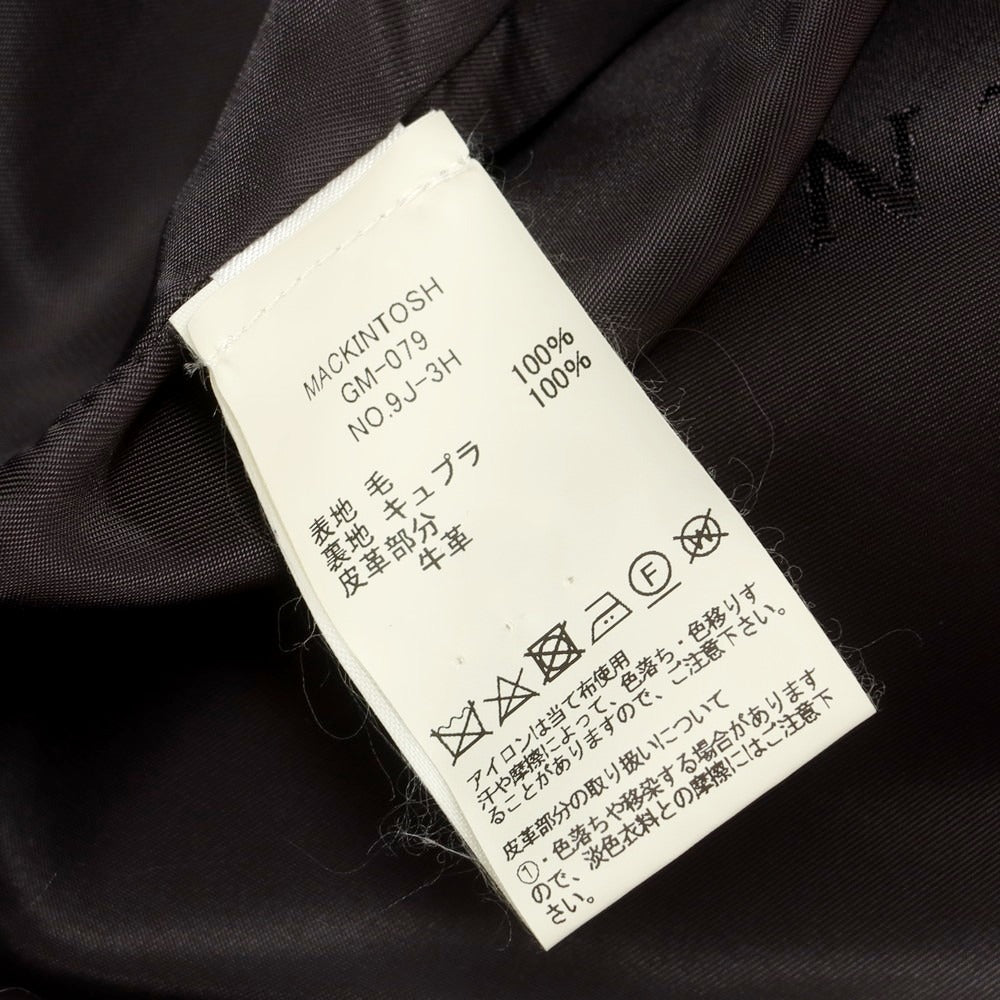 MACKINTOSH
GM-079
NO.9J-3H
表地 毛 100%
裏地 キュプラ 100%
皮革部分
牛革
F
W
アイロンは当て布使用
汗や摩擦によって、色落ち・色移りす
ることがありますので、ご注意下さい。
皮革部分の取り扱いについて
①・色落ちや移染する場合があります
ので、淡色衣料との摩擦にはご注意下
さい。
N